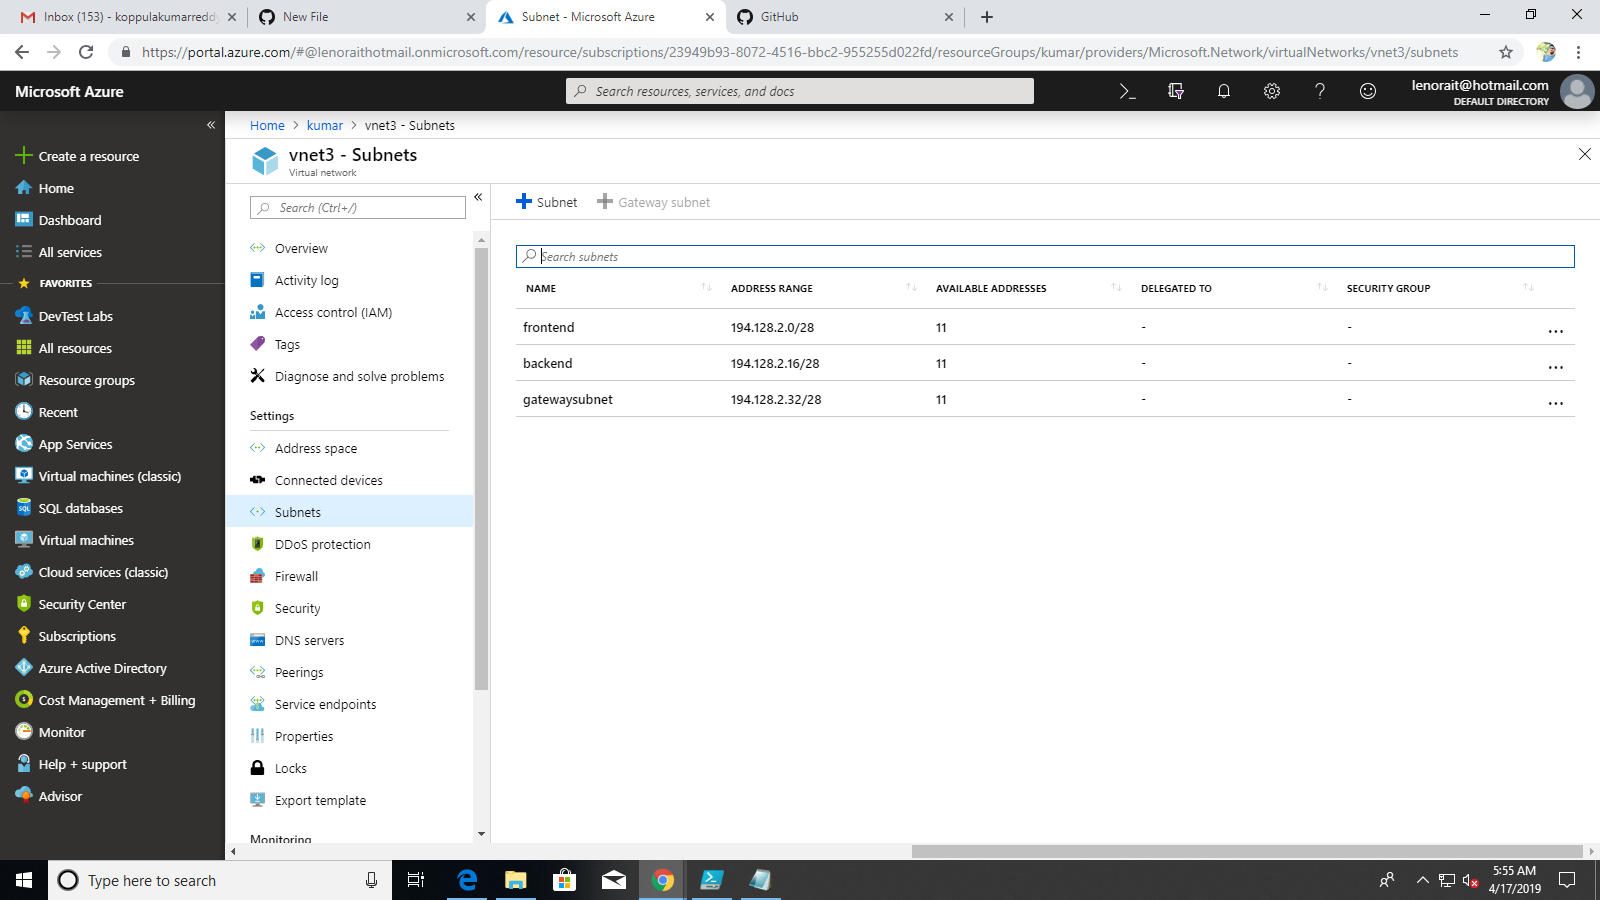 Inbox (153) - koppulakumarreddy
New File
Subnet - Microsoft Azure
GitHub
https://portal.azure.com/#@lenoraithotmail.onmicrosoft.com/resource/subscriptions/23949b93-8072-4516-bbc2-955255d022fd/resourceGroups/kumar/providers/Microsoft.Network/virtualNetworks/vnet3/subnets
Microsoft Azure
Search resources, services, and docs
lenorait@hotmail.com
DEFAULT DIRECTORY
Home > kumar > vnet3 - Subnets
vnet3 - Subnets
Virtual network
Create a resource
Home
Dashboard
All services
FAVORITES
DevTest Labs
All resources
Resource groups
Recent
App Services
Virtual machines (classic)
SQL databases
Virtual machines
Cloud services (classic)
Security Center
Subscriptions
Azure Active Directory
Cost Management + Billing
Monitor
Help + support
Advisor
Search (Ctrl+/)
Overview
Activity log
Access control (IAM)
Tags
Diagnose and solve problems
Settings
Address space
Connected devices
Subnets
DDoS protection
Firewall
Security
DNS servers
Peerings
Service endpoints
Properties
Locks
Export template
Monitoring
Subnet Gateway subnet
Search subnets
NAME ADDRESS RANGE AVAILABLE ADDRESSES DELEGATED TO SECURITY GROUP
frontend 194.128.2.0/28 11 - -
backend 194.128.2.16/28 11 - -
gatewaysubnet 194.128.2.32/28 11 - -
Type here to search
5:55 AM
4/17/2019